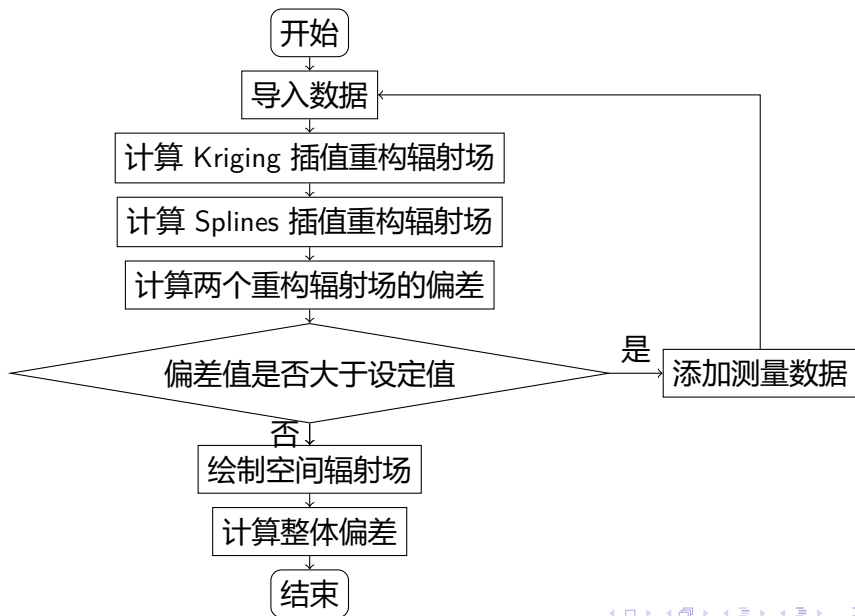 开始
导入数据
计算 Kriging 插值重构辐射场
计算 Splines 插值重构辐射场
计算两个重构辐射场的偏差
偏差值是否大于设定值
是
添加测量数据
否
绘制空间辐射场
计算整体偏差
结束